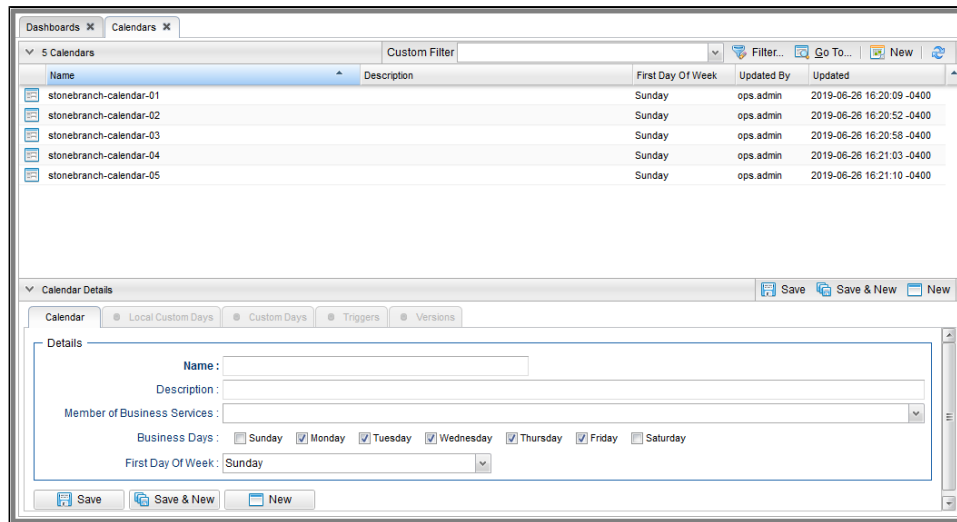 Dashboards Calendars
5 Calendars Custom Filter Filter... Go To... New
Name Description First Day Of Week Updated By Updated
stonebranch-calendar-01 Sunday ops.admin 2019-06-26 16:20:09 -0400
stonebranch-calendar-02 Sunday ops.admin 2019-06-26 16:20:52 -0400
stonebranch-calendar-03 Sunday ops.admin 2019-06-26 16:20:58 -0400
stonebranch-calendar-04 Sunday ops.admin 2019-06-26 16:21:03 -0400
stonebranch-calendar-05 Sunday ops.admin 2019-06-26 16:21:10 -0400
Calendar Details Save Save & New New
Calendar Local Custom Days Custom Days Triggers Versions
Details
Name :
Description :
Member of Business Services :
Business Days : Sunday Monday Tuesday Wednesday Thursday Friday Saturday
First Day Of Week : Sunday
Save Save & New New